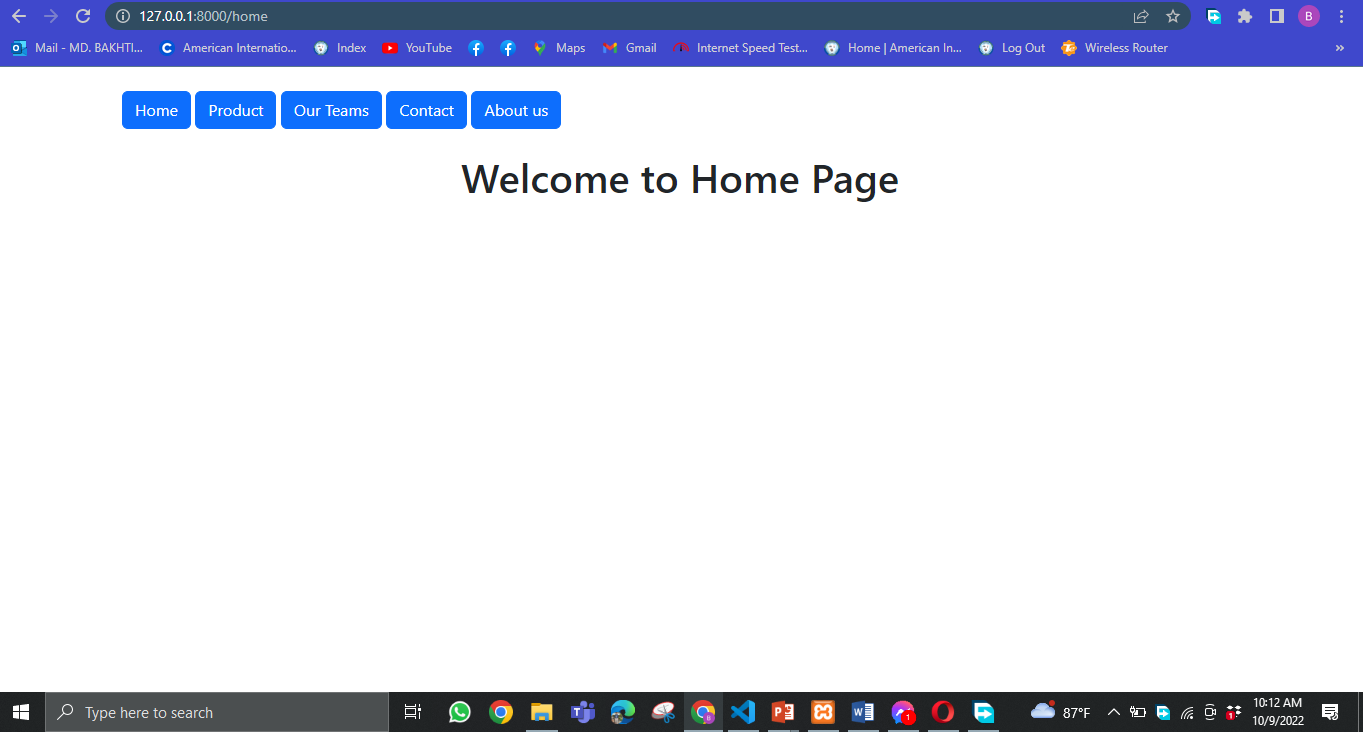 127.0.0.1:8000/home
B
Mail - MD. BAKHTI... American Internatio... Index YouTube Maps Gmail Internet Speed Test... Home | American In... Log Out Wireless Router »
Home Product Our Teams Contact About us
Welcome to Home Page
Type here to search
87°F
10:12 AM
10/9/2022